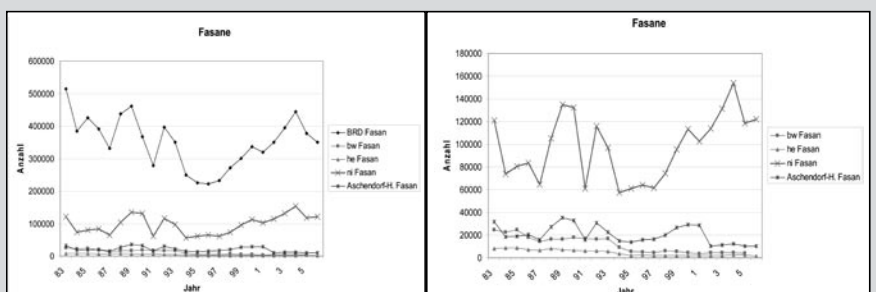 Fasane
600000
500000
400000
300000
200000
100000
0
Anzahl
83
85
87
89
91
93
95
97
99
1
3
5
Jahr
BRD Fasan
bw Fasan
he Fasan
ni Fasan
Aschendorf-H. Fasan
Fasane
180000
160000
140000
120000
100000
80000
60000
40000
20000
0
Anzahl
83
85
87
89
91
93
95
97
99
1
3
5
Jahr
bw Fasan
he Fasan
ni Fasan
Aschendorf-H. Fasan